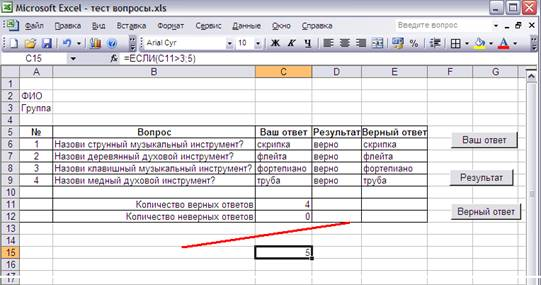 Microsoft Excel - тест вопросы.xls
Файл Правка Вид Вставка Формат Сервис Данные Окно Справка Введите вопрос
Arial Cyr 10 Ж К Ч
C15 fx =ЕСЛИ(C11>3;5)
A B C D E F G
1
2 ФИО
3 Группа
4
5 № Вопрос Ваш ответ Результат Верный ответ
6 1 Назови струнный музыкальный инструмент? скрипка верно скрипка Ваш ответ
7 2 Назови деревянный духовой инструмент? флейта верно флейта
8 3 Назови клавишный музыкальный инструмент? фортепиано верно фортепиано Результат
9 4 Назови медный духовой инструмент? труба верно труба
10
11 Количество верных ответов 4 Верный ответ
12 Количество неверных ответов 0
13
14
15 5
16
17